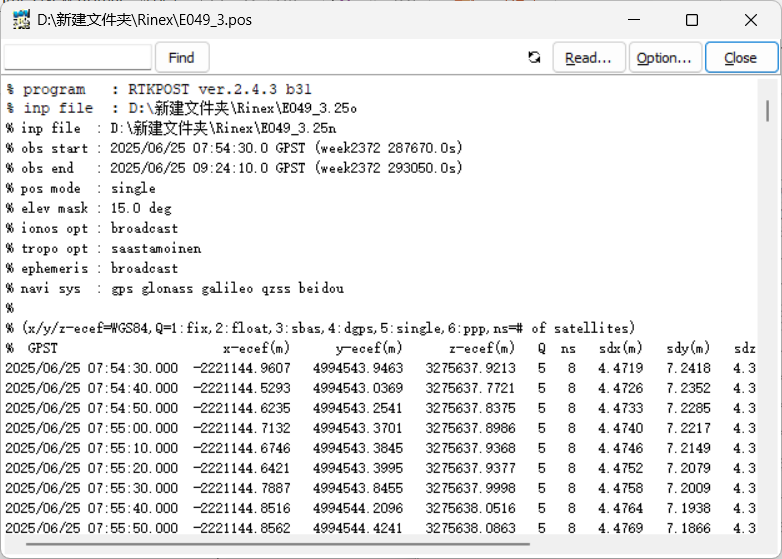 D:\新建文件夹\Rinex\E049_3.pos
Find
Read...
Option...
Close
% program   : RTKPOST ver.2.4.3 b31
% inp file  : D:\新建文件夹\Rinex\E049_3.25o
% inp file  : D:\新建文件夹\Rinex\E049_3.25n
% obs start : 2025/06/25 07:54:30.0 GPST (week2372 287670.0s)
% obs end   : 2025/06/25 09:24:10.0 GPST (week2372 293050.0s)
% pos mode  : single
% elev mask : 15.0 deg
% ionos opt : broadcast
% tropo opt : saastamoinen
% ephemeris : broadcast
% navi sys  : gps glonass galileo qzss beidou
%
% (x/y/z-ecef=WGS84,Q=1:fix,2:float,3:sbas,4:dgps,5:single,6:ppp,ns=# of satellites)
%  GPST   x-ecef(m)   y-ecef(m)   z-ecef(m)   Q   ns   sdx(m)   sdy(m)   sdz
2025/06/25 07:54:30.000  -2221144.9607   4994543.9463   3275637.9213   5   8   4.4719   7.2418   4.3
2025/06/25 07:54:40.000  -2221144.5293   4994543.0369   3275637.7721   5   8   4.4726   7.2352   4.3
2025/06/25 07:54:50.000  -2221144.6235   4994543.2541   3275637.8375   5   8   4.4733   7.2285   4.3
2025/06/25 07:55:00.000  -2221144.7132   4994543.3701   3275637.8986   5   8   4.4740   7.2217   4.3
2025/06/25 07:55:10.000  -2221144.6746   4994543.3845   3275637.9368   5   8   4.4746   7.2149   4.3
2025/06/25 07:55:20.000  -2221144.6421   4994543.3995   3275637.9377   5   8   4.4752   7.2079   4.3
2025/06/25 07:55:30.000  -2221144.7887   4994543.8455   3275637.9998   5   8   4.4758   7.2009   4.3
2025/06/25 07:55:40.000  -2221144.8516   4994544.2096   3275638.0516   5   8   4.4764   7.1938   4.3
2025/06/25 07:55:50.000  -2221144.8562   4994544.4241   3275638.0863   5   8   4.4769   7.1866   4.3